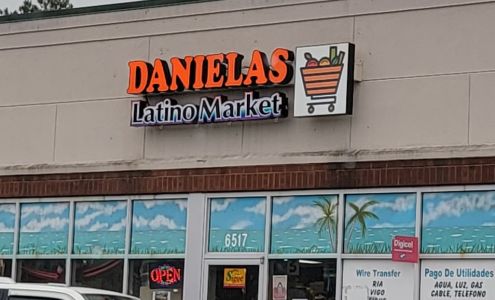 DANIELAS
Latino Market
6517
OPEN
Digicel
Wire Transfer
RIA
VIGO
Pago De Utilidades
AGUA, LUZ, GAS
CABLE, TELEFONO